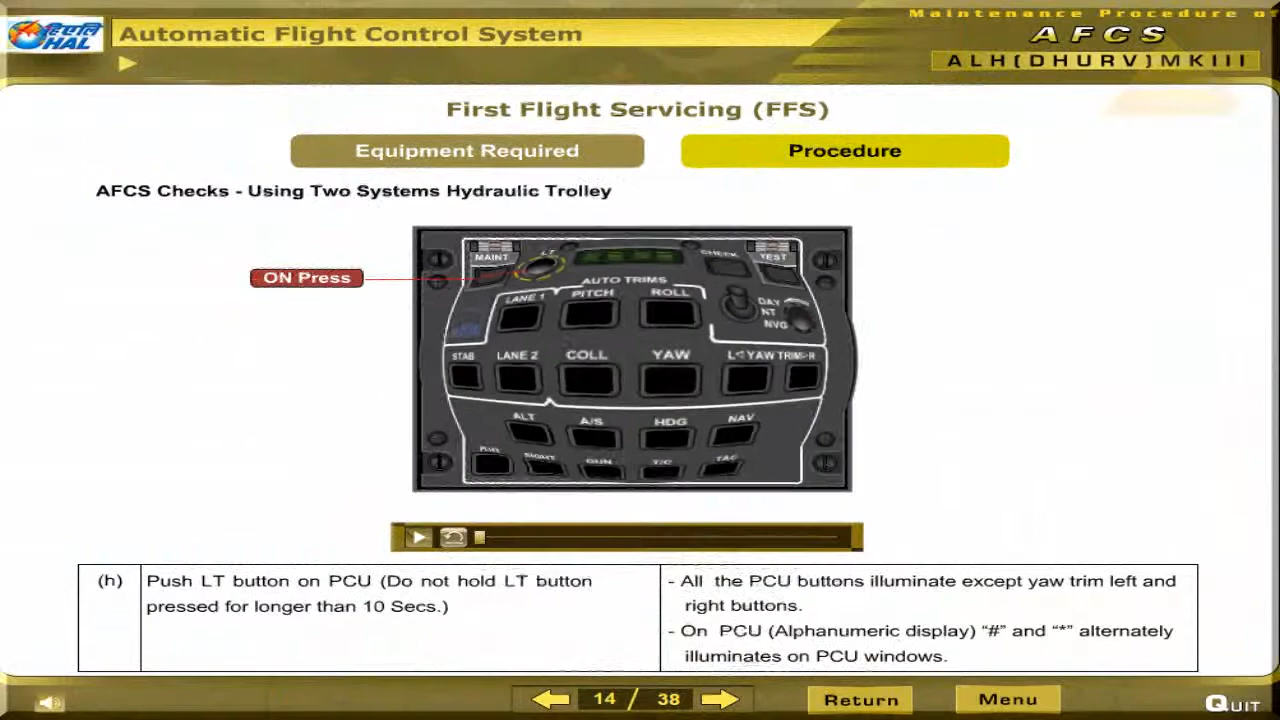 Maintenance Procedure of
हिएएलि
HAL
Automatic Flight Control System
AFCS
ALH(DHURV)MKIII
First Flight Servicing (FFS)
Equipment Required
Procedure
AFCS Checks - Using Two Systems Hydraulic Trolley
MAINT
LT
CHECK
TEST
ON Press
AUTO TRIMS
LANE 1
PITCH
ROLL
DAY
NT
NVG
STAB
LANE 2
COLL
YAW
L◁YAW TRIM▷R
ALT
A/S
HDG
NAV
GUN
T/C
TAC
(h)
Push LT button on PCU (Do not hold LT button
pressed for longer than 10 Secs.)
- All the PCU buttons illuminate except yaw trim left and
right buttons.
- On PCU (Alphanumeric display) “#” and “*” alternately
illuminates on PCU windows.
14 / 38
Return
Menu
QUIT